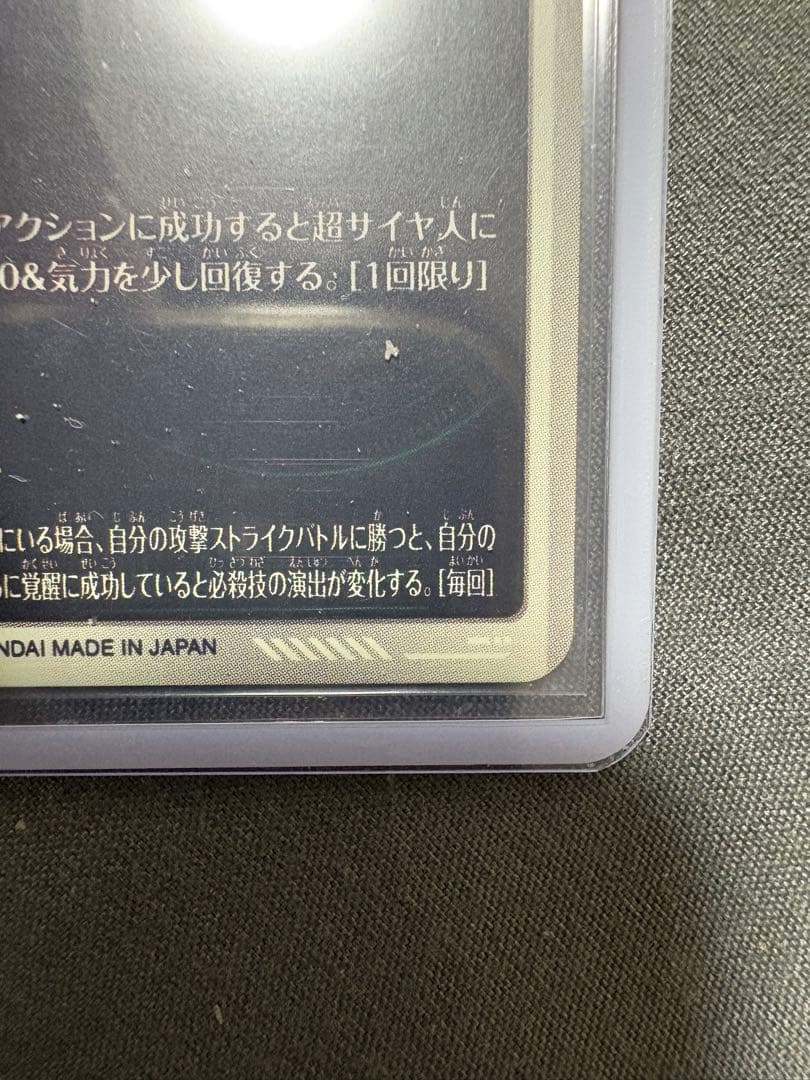 アクションに成功すると超サイヤ人に
0&気力を少し回復する。[1回限り]
にいる場合、自分の攻撃ストライクバトルに勝つと、自分の
に覚醒に成功していると必殺技の演出が変化する。[毎回]
NDAI MADE IN JAPAN